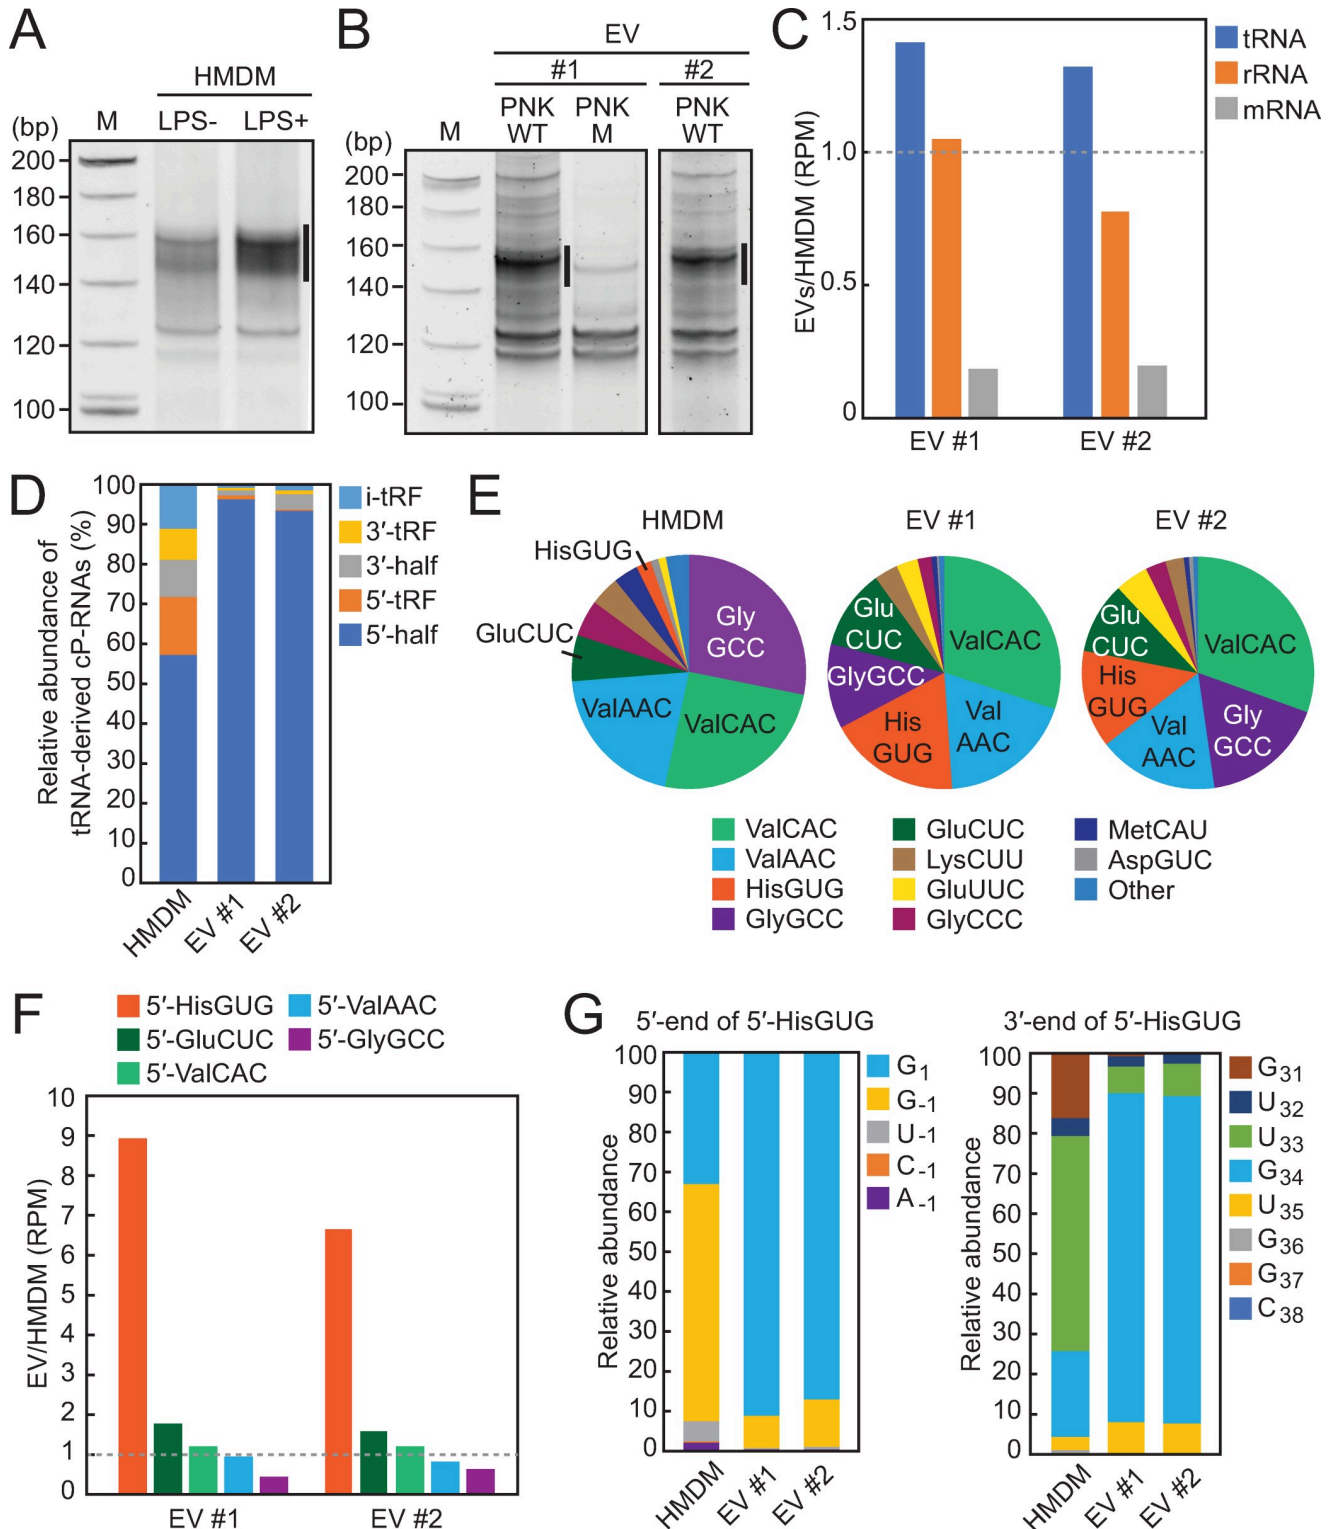 A
HMDM
(bp)
M
LPS-
LPS+
200
180
160
140
120
100
B
EV
#1
#2
PNK
WT
PNK
M
PNK
WT
(bp)
M
200
180
160
140
120
100
C
EVs/HMDM (RPM)
1.5
1.0
0.5
0
EV #1
EV #2
tRNA
rRNA
mRNA
D
Relative abundance of
tRNA-derived cP-RNAs (%)
100
90
80
70
60
50
40
30
20
10
0
HMDM
EV #1
EV #2
i-tRF
3′-tRF
3′-half
5′-tRF
5′-half
E
HMDM
EV #1
EV #2
HisGUG
GluCUC
Gly
GCC
ValAAC
ValCAC
Glu
CUC
ValCAC
GlyGCC
His
GUG
Val
AAC
Glu
CUC
ValCAC
His
GUG
Val
AAC
Gly
GCC
ValCAC
ValAAC
HisGUG
GlyGCC
GluCUC
LysCUU
GluUUC
GlyCCC
MetCAU
AspGUC
Other
F
5′-HisGUG
5′-GluCUC
5′-ValCAC
5′-ValAAC
5′-GlyGCC
EV/HMDM (RPM)
10
9
8
7
6
5
4
3
2
1
0
EV #1
EV #2
G
5′-end of 5′-HisGUG
Relative abundance
100
90
80
70
60
50
40
30
20
10
0
HMDM
EV #1
EV #2
G1
G-1
U-1
C-1
A-1
3′-end of 5′-HisGUG
Relative abundance
100
90
80
70
60
50
40
30
20
10
0
HMDM
EV #1
EV #2
G31
U32
U33
G34
U35
G36
G37
C38